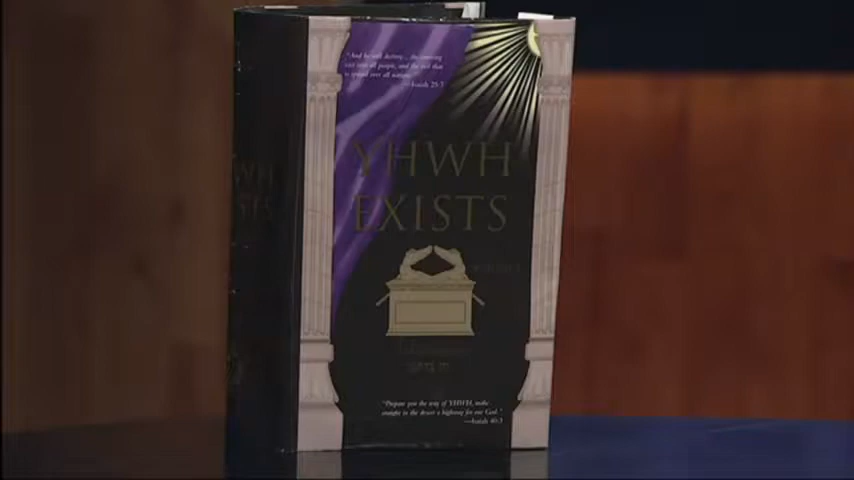 "And he will destroy... the covering
cast over all people, and the veil that
is spread over all nations."
—Isaiah 25:7
YHWH
EXISTS
"Prepare you the way of YHWH, make
straight in the desert a highway for our God."
—Isaiah 40:3